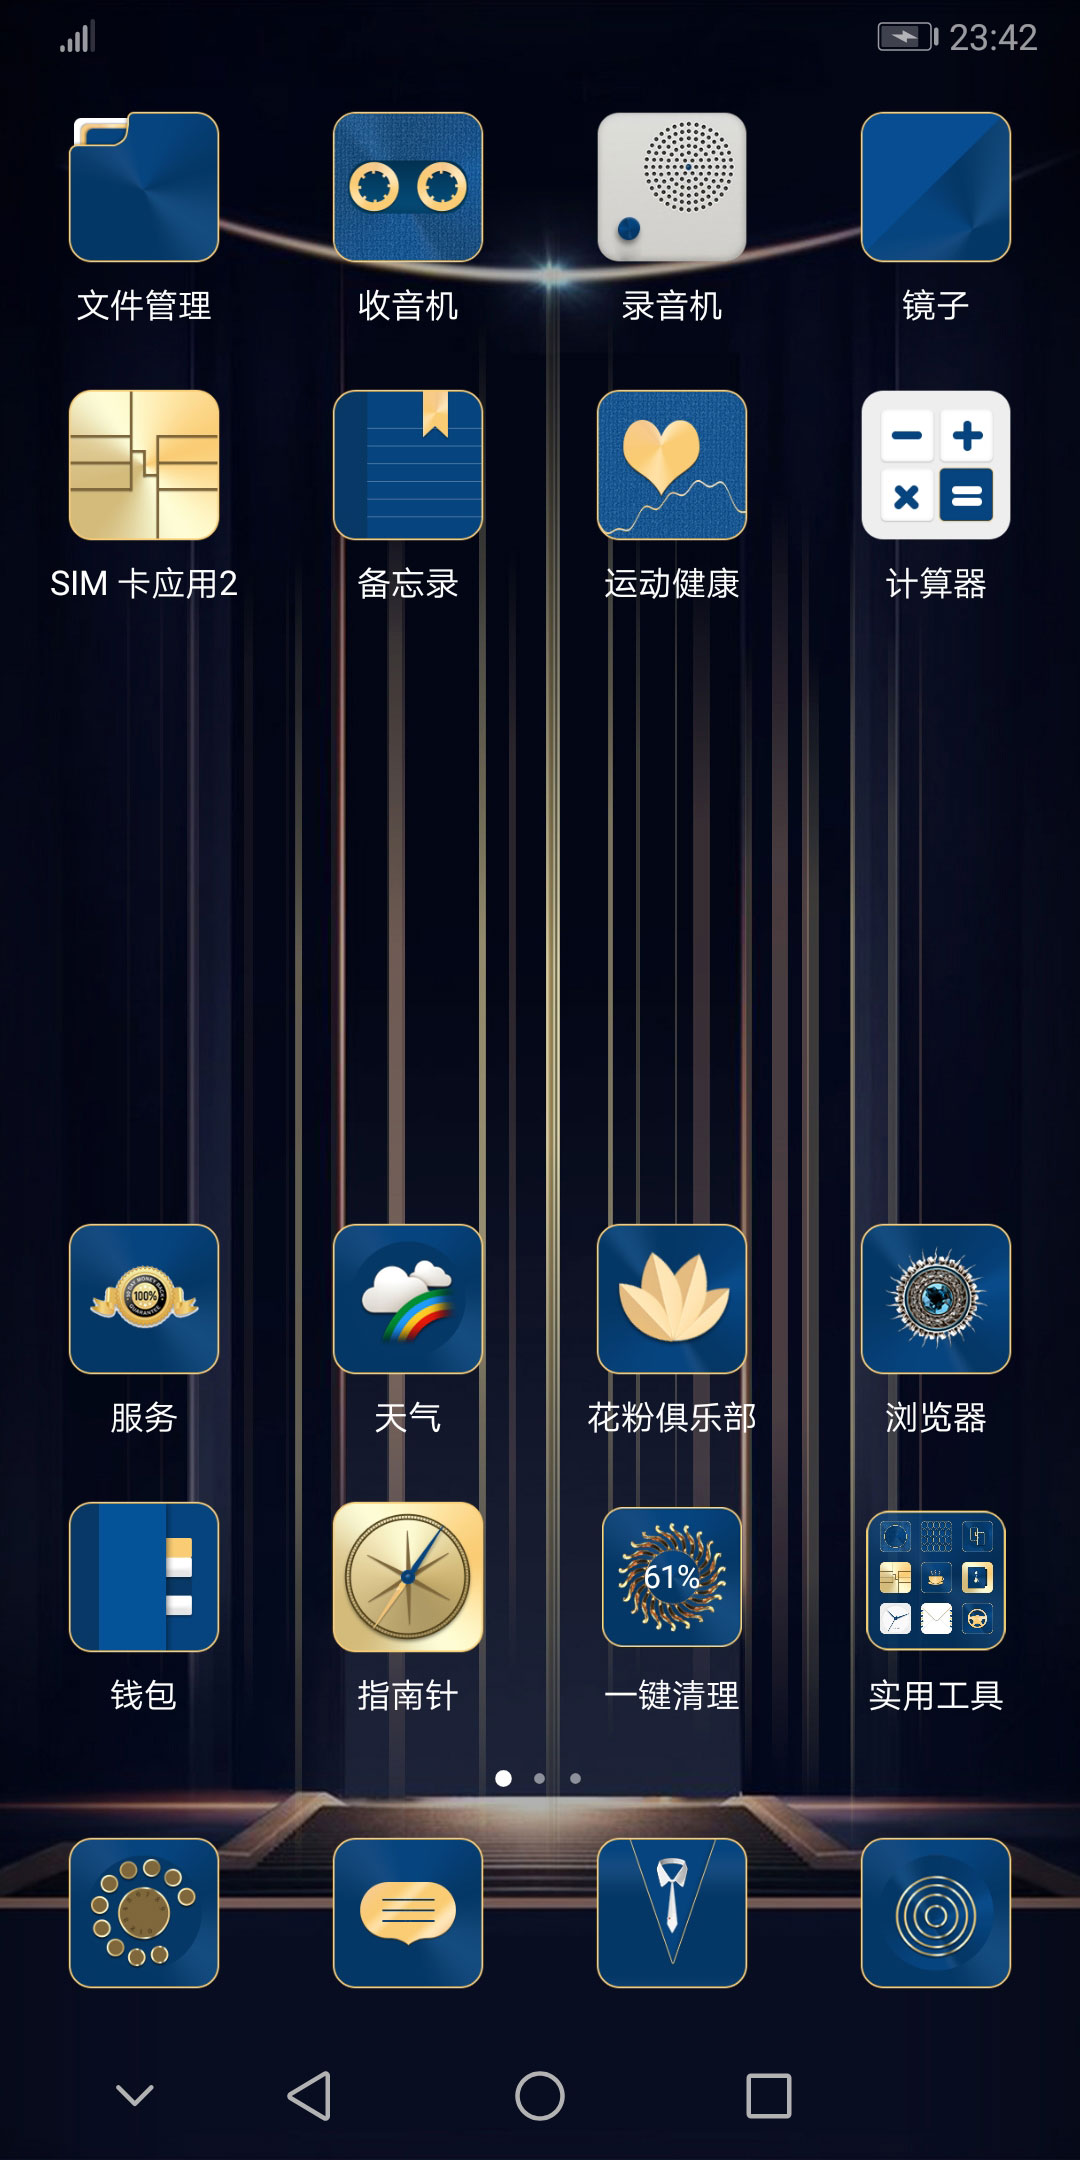 23:42
文件管理
收音机
录音机
镜子
SIM 卡应用2
备忘录
运动健康
计算器
100%
服务
天气
花粉俱乐部
浏览器
61%
钱包
指南针
一键清理
实用工具